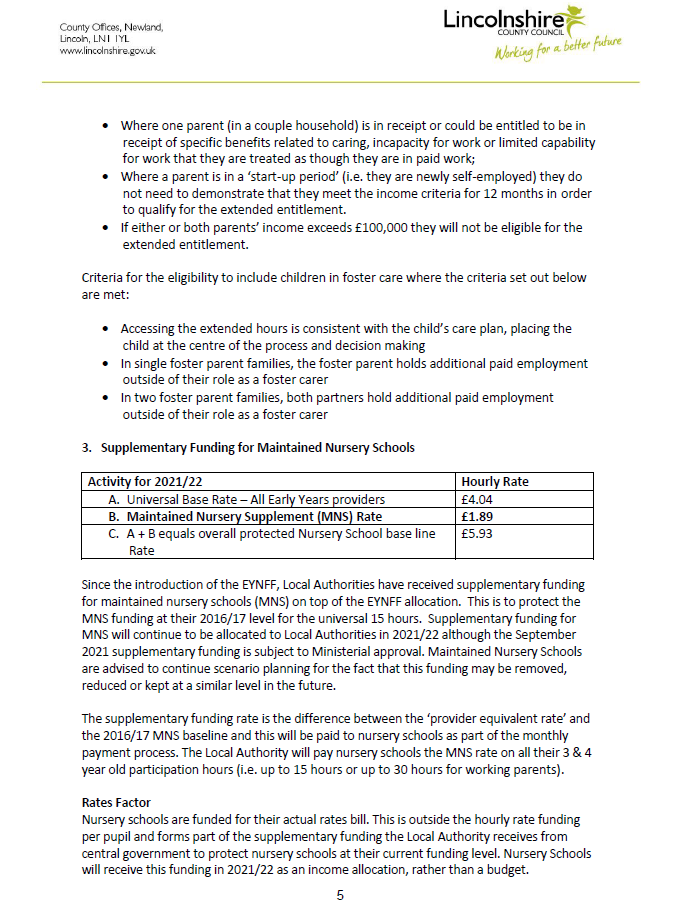 County Offices, Newland,
Lincoln, LN1 1YL
www.lincolnshire.gov.uk
Lincolnshire
COUNTY COUNCIL
Working for a better future
• Where one parent (in a couple household) is in receipt or could be entitled to be in
receipt of specific benefits related to caring, incapacity for work or limited capability
for work that they are treated as though they are in paid work;
• Where a parent is in a ‘start-up period’ (i.e. they are newly self-employed) they do
not need to demonstrate that they meet the income criteria for 12 months in order
to qualify for the extended entitlement.
• If either or both parents’ income exceeds £100,000 they will not be eligible for the
extended entitlement.
Criteria for the eligibility to include children in foster care where the criteria set out below
are met:
• Accessing the extended hours is consistent with the child’s care plan, placing the
child at the centre of the process and decision making
• In single foster parent families, the foster parent holds additional paid employment
outside of their role as a foster carer
• In two foster parent families, both partners hold additional paid employment
outside of their role as a foster carer
3. Supplementary Funding for Maintained Nursery Schools
Activity for 2021/22 Hourly Rate
A. Universal Base Rate – All Early Years providers £4.04
B. Maintained Nursery Supplement (MNS) Rate £1.89
C. A + B equals overall protected Nursery School base line £5.93
Rate
Since the introduction of the EYNFF, Local Authorities have received supplementary funding
for maintained nursery schools (MNS) on top of the EYNFF allocation. This is to protect the
MNS funding at their 2016/17 level for the universal 15 hours. Supplementary funding for
MNS will continue to be allocated to Local Authorities in 2021/22 although the September
2021 supplementary funding is subject to Ministerial approval. Maintained Nursery Schools
are advised to continue scenario planning for the fact that this funding may be removed,
reduced or kept at a similar level in the future.
The supplementary funding rate is the difference between the ‘provider equivalent rate’ and
the 2016/17 MNS baseline and this will be paid to nursery schools as part of the monthly
payment process. The Local Authority will pay nursery schools the MNS rate on all their 3 & 4
year old participation hours (i.e. up to 15 hours or up to 30 hours for working parents).
Rates Factor
Nursery schools are funded for their actual rates bill. This is outside the hourly rate funding
per pupil and forms part of the supplementary funding the Local Authority receives from
central government to protect nursery schools at their current funding level. Nursery Schools
will receive this funding in 2021/22 as an income allocation, rather than a budget.
5